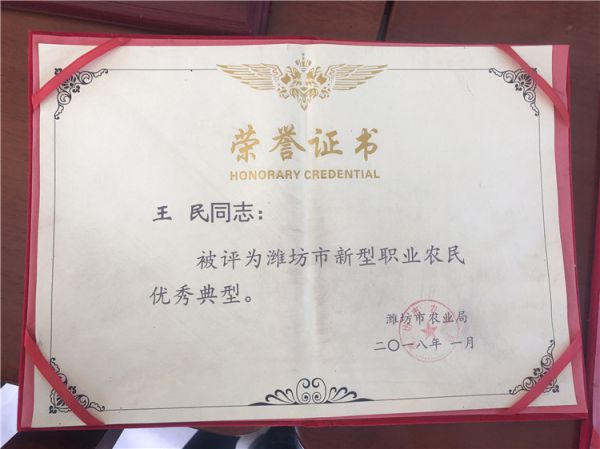 荣誉证书
HONORARY CREDENTIAL
王 民同志：
被评为潍坊市新型职业农民
优秀典型。
潍坊市农业局
二〇一八年 一月